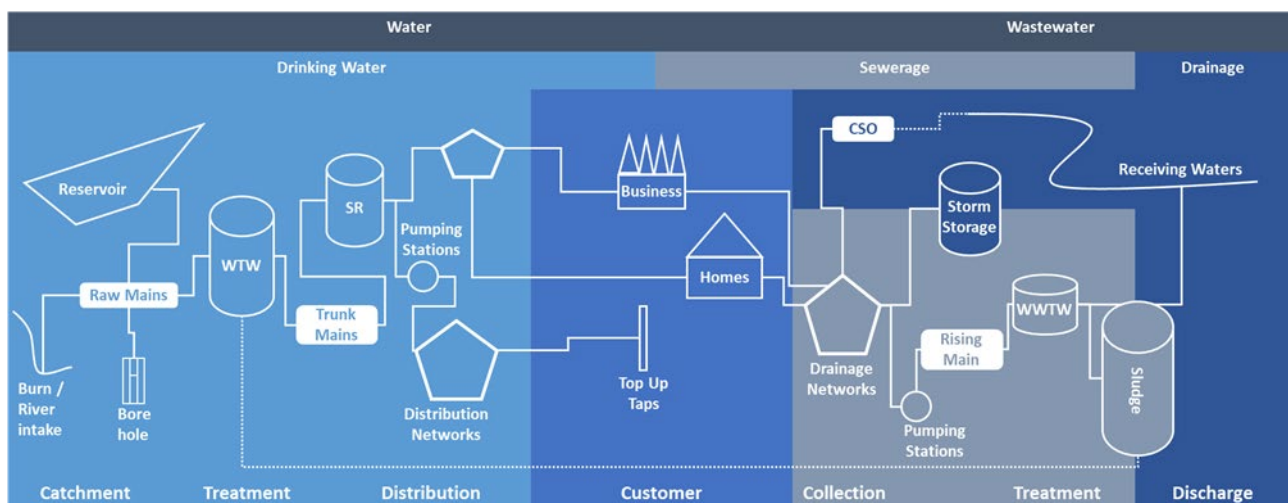 Water
Wastewater
Drinking Water
Sewerage
Drainage
CSO
Reservoir
SR
Business
Receiving Waters
Storm
Storage
Pumping
Stations
WTW
Homes
Raw Mains
Trunk
Mains
WWTW
Rising
Main
Sludge
Drainage
Networks
Burn /
River
intake
Bore
hole
Distribution
Networks
Top Up
Taps
Pumping
Stations
Catchment
Treatment
Distribution
Customer
Collection
Treatment
Discharge